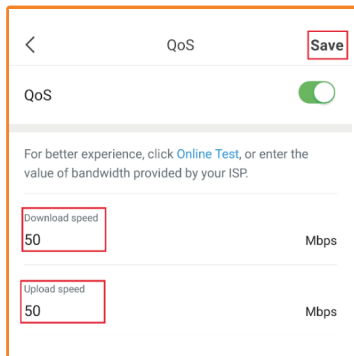 QoS Save
QoS
For better experience, click Online Test, or enter the
value of bandwidth provided by your ISP.
Download speed
50 Mbps
Upload speed
50 Mbps